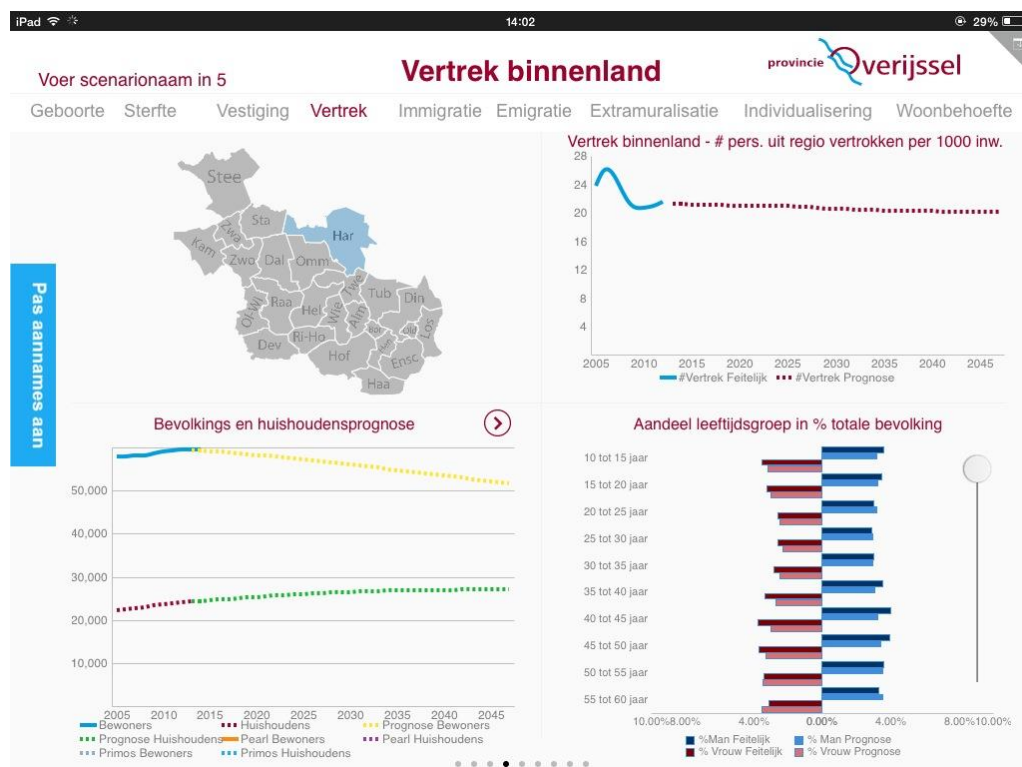 iPad 14:02 29%
Voer scenarionaam in 5
Vertrek binnenland
provincie Overijssel
Geboorte Sterfte Vestiging Vertrek Immigratie Emigratie Extramuralisatie Individualisering Woonbehoefte
Pas aannames aan
Stee
Sta
Zwa
Har
Kam
Zwo Dal Omm
Twe
Ol-Wi Raa Hel Wie Alm Tub Din
Bor Old Los
Dev Ri-Ho Hof Hen Ensc
Haa
Vertrek binnenland - # pers. uit regio vertrokken per 1000 inw.
28
24
20
16
12
8
4
2005 2010 2015 2020 2025 2030 2035 2040 2045
#Vertrek Feitelijk #Vertrek Prognose
Bevolkings en huishoudensprognose
50,000
40,000
30,000
20,000
10,000
2005 2010 2015 2020 2025 2030 2035 2040 2045
Bewoners Huishoudens Prognose Bewoners
Prognose Huishoudens Pearl Bewoners Pearl Huishoudens
Primos Bewoners Primos Huishoudens
Aandeel leeftijdsgroep in % totale bevolking
10 tot 15 jaar
15 tot 20 jaar
20 tot 25 jaar
25 tot 30 jaar
30 tot 35 jaar
35 tot 40 jaar
40 tot 45 jaar
45 tot 50 jaar
50 tot 55 jaar
55 tot 60 jaar
10.00% 8.00% 4.00% 0.00% 4.00% 8.00% 10.00%
%Man Feitelijk % Man Prognose
% Vrouw Feitelijk % Vrouw Prognose